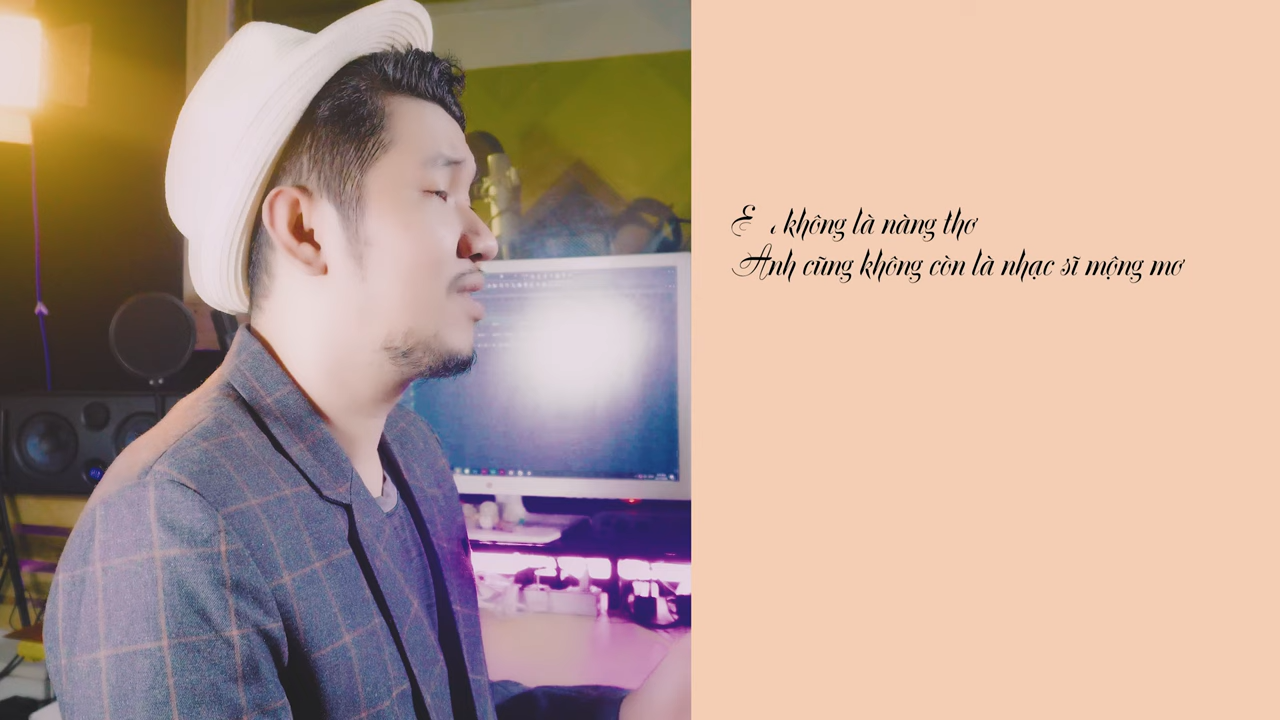 không là nàng thơ
Anh cũng không còn là nhạc sĩ mộng mơ